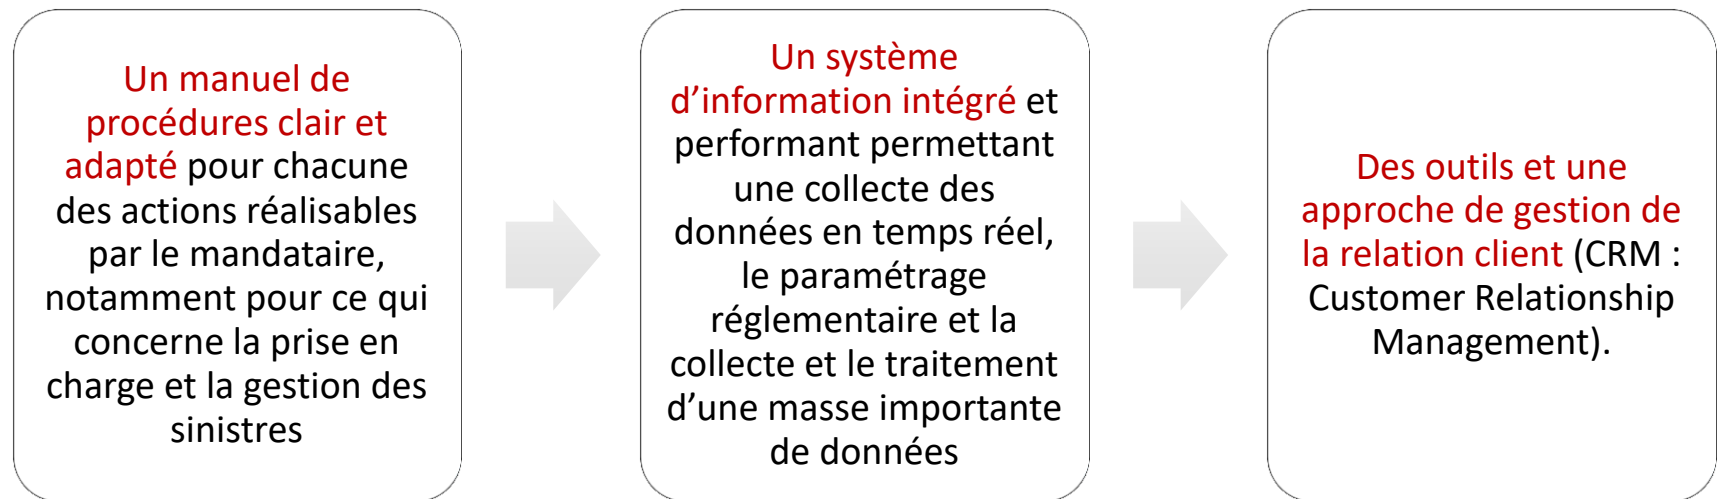 Un manuel de
procédures clair et
adapté pour chacune
des actions réalisables
par le mandataire,
notamment pour ce qui
concerne la prise en
charge et la gestion des
sinistres
Un système
d’information intégré et
performant permettant
une collecte des
données en temps réel,
le paramétrage
réglementaire et la
collecte et le traitement
d’une masse importante
de données
Des outils et une
approche de gestion de
la relation client (CRM :
Customer Relationship
Management).